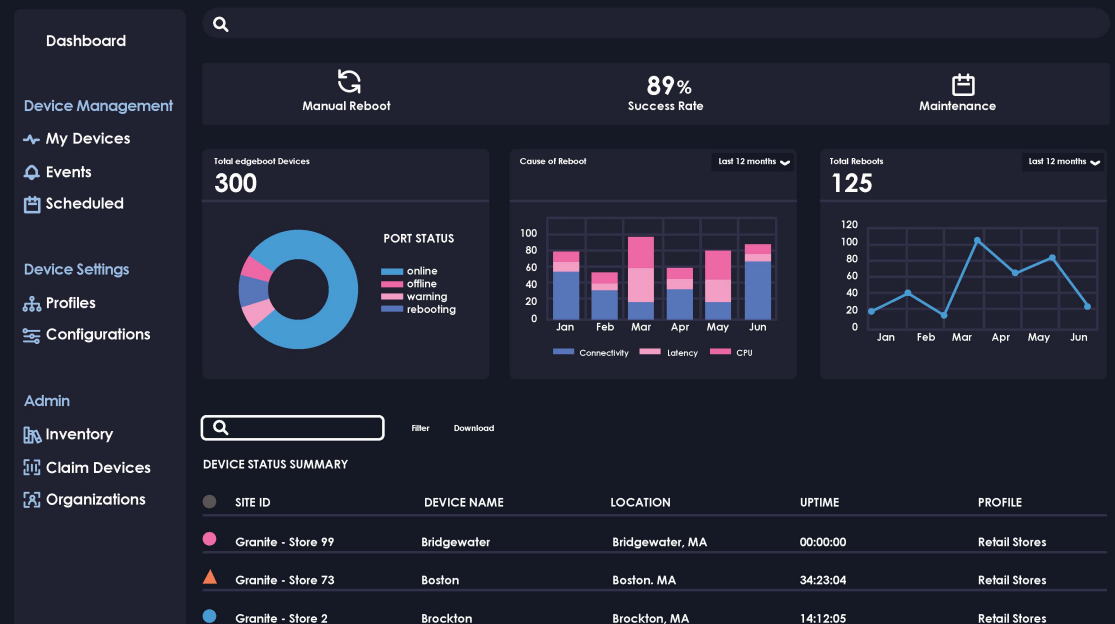 Dashboard
Device Management
My Devices
Events
Scheduled
Device Settings
Profiles
Configurations
Admin
Inventory
Claim Devices
Organizations
Manual Reboot
89%
Success Rate
Maintenance
Total edgeboot Devices
300
PORT STATUS
online
offline
warning
rebooting
Cause of Reboot
Last 12 months
100
80
60
40
20
0
Jan Feb Mar Apr May Jun
Connectivity Latency CPU
Total Reboots
Last 12 months
125
120
100
80
60
40
20
0
Jan Feb Mar Apr May Jun
Filter Download
DEVICE STATUS SUMMARY
SITE ID DEVICE NAME LOCATION UPTIME PROFILE
Granite - Store 99 Bridgewater Bridgewater, MA 00:00:00 Retail Stores
Granite - Store 73 Boston Boston. MA 34:23:04 Retail Stores
Granite - Store 2 Brockton Brockton, MA 14:12:05 Retail Stores